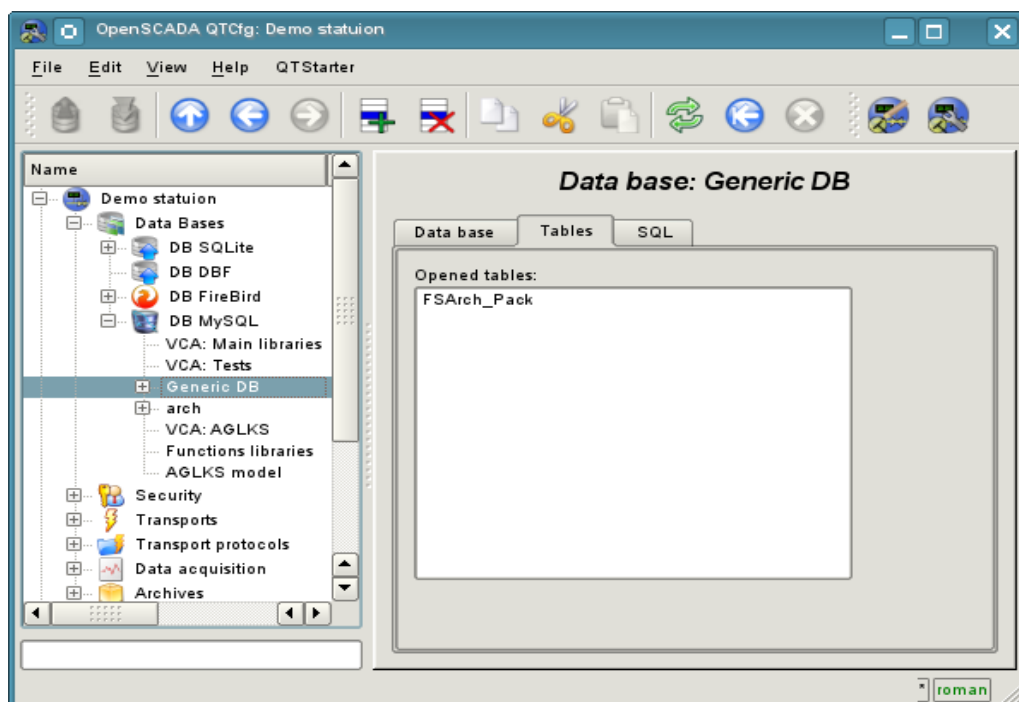 OpenSCADA QTCfg: Demo statuion
File Edit View Help QTStarter
Name
Demo statuion
Data Bases
DB SQLite
DB DBF
DB FireBird
DB MySQL
VCA: Main libraries
VCA: Tests
Generic DB
arch
VCA: AGLKS
Functions libraries
AGLKS model
Security
Transports
Transport protocols
Data acquisition
Archives
Data base: Generic DB
Data base Tables SQL
Opened tables:
FSArch_Pack
* roman